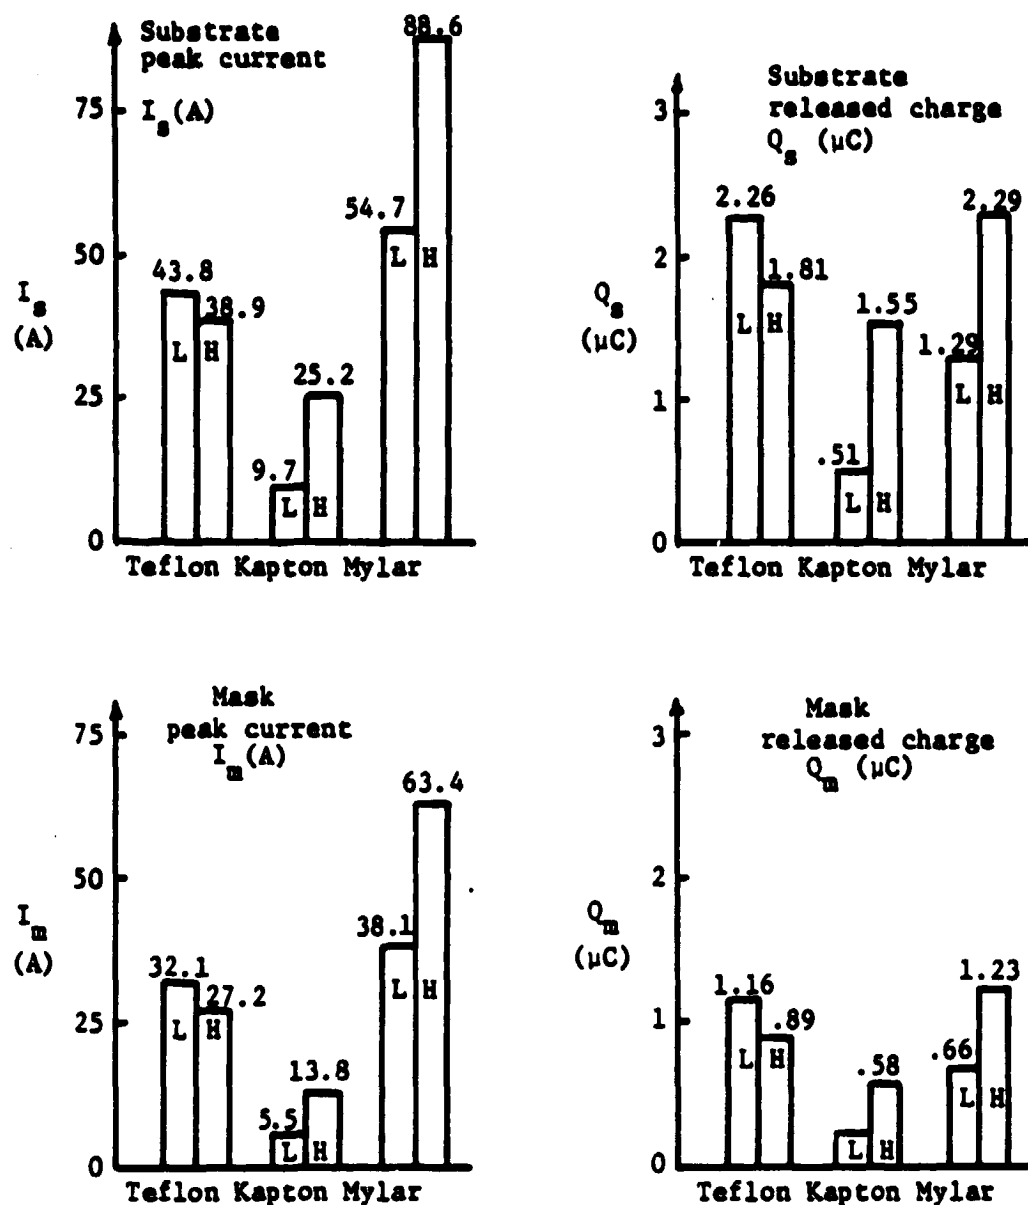 Substrate
peak current
I_s(A)
88.6
75
54.7
50
43.8
38.9
I_s
(A)
L H
L H
25.2
25
9.7
L H
0
Teflon Kapton Mylar
Substrate
released charge
Q_s (μC)
3
2.26
2.29
2
1.81
Q_s
(μC)
L H
1.55
1.29
1
L H
.51
L H
0
Teflon Kapton Mylar
Mask
peak current
I_m(A)
75
63.4
50
38.1
I_m
(A)
32.1
27.2
L H
25
L H
13.8
5.5
L H
0
Teflon Kapton Mylar
Mask
released charge
Q_m (μC)
3
2
Q_m
(μC)
1.16
1.23
1
.89
L H
.58
.66
L H
L H
0
Teflon Kapton Mylar